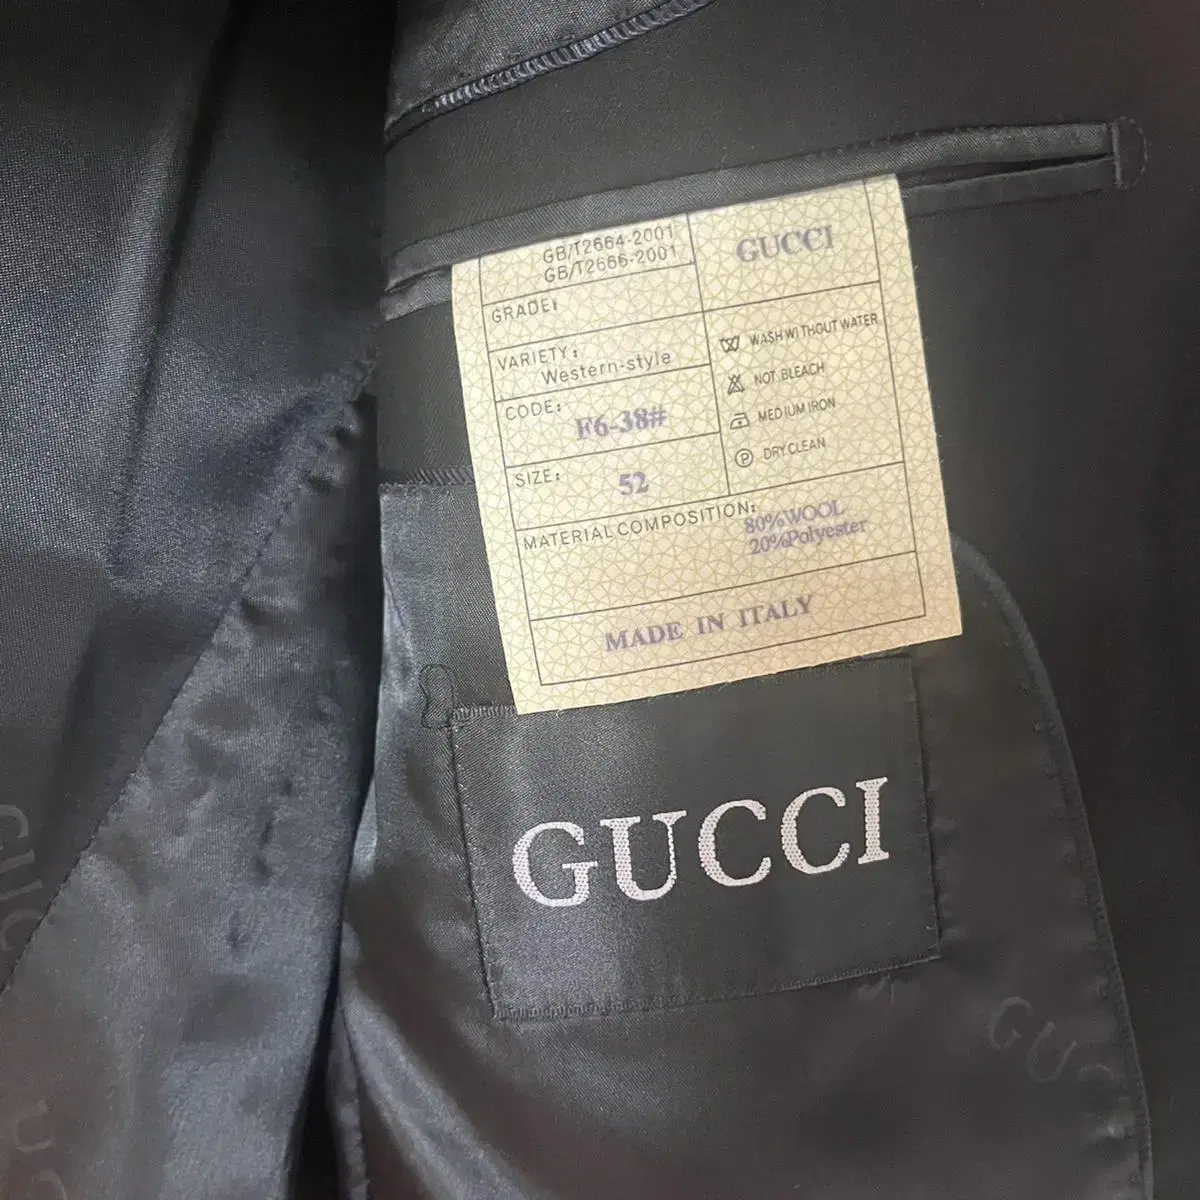 GB/T2664-2001
GB/T2666-2001
GUCCI
GRADE:
VARIETY:
Western-style
CODE:
F6-38#
SIZE:
52
WASH WITHOUT WATER
NOT BLEACH
MEDIUM IRON
P
DRY CLEAN
MATERIAL COMPOSITION:
80%WOOL
20%Polyester
MADE IN ITALY
GUCCI
GUCC